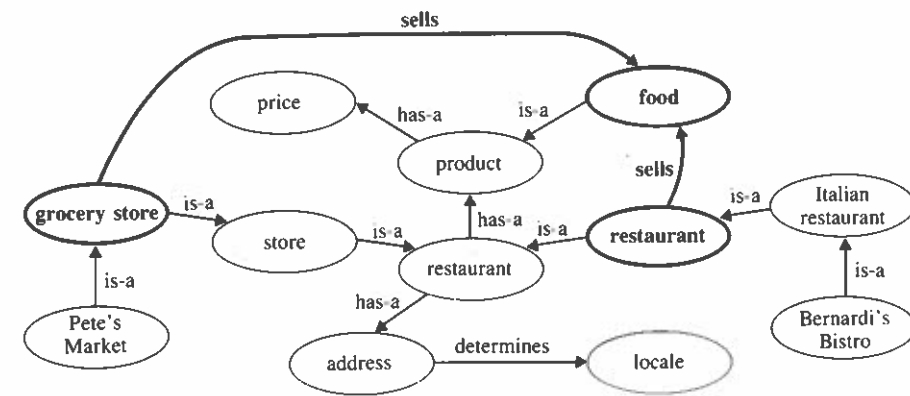 sells
price
food
has-a
is-a
product
sells
grocery store
is-a
Italian
restaurant
is-a
has-a
store
is-a
is-a
restaurant
restaurant
is-a
is-a
has-a
Pete's
Market
Bernardi's
Bistro
address
determines
locale